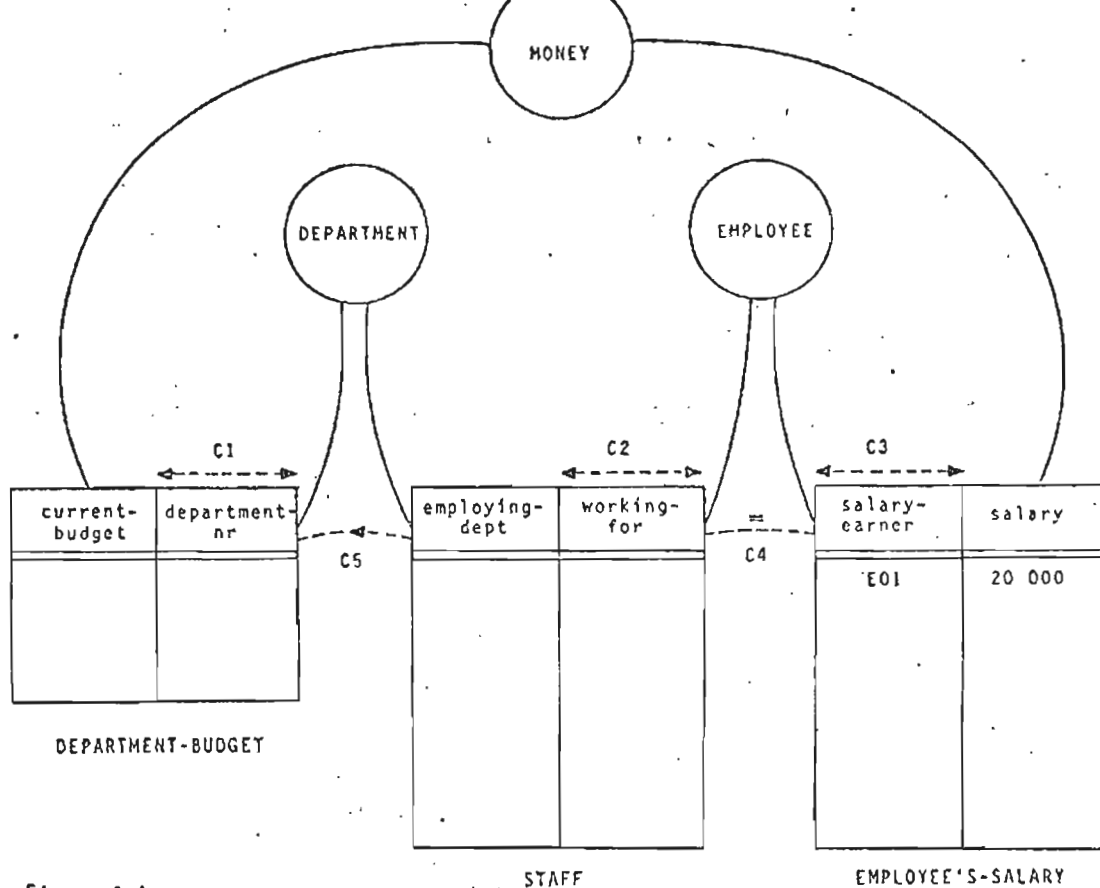 MONEY
DEPARTMENT
EMPLOYEE
C1
C2
C3
current-
budget
department-
nr
employing-
dept
working-
for
salary-
earner
salary
=
C5
C4
E01
20 000
DEPARTMENT-BUDGET
STAFF
EMPLOYEE'S-SALARY